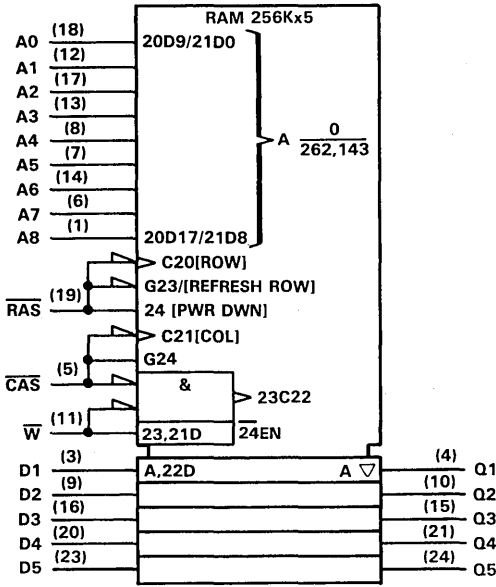 RAM 256Kx5
A0 (18) 20D9/21D0
A1 (12)
A2 (17)
A3 (13)
A4 (8)
A5 (7)
A6 (14)
A7 (6)
A8 (1) 20D17/21D8
A 0
262,143
C20[ROW]
G23/[REFRESH ROW]
RAS (19) 24 [PWR DWN]
C21[COL]
G24
CAS (5) & 23C22
W (11) 23,21D 24EN
D1 (3) A,22D A ▽ (4) Q1
D2 (9) (10) Q2
D3 (16) (15) Q3
D4 (20) (21) Q4
D5 (23) (24) Q5